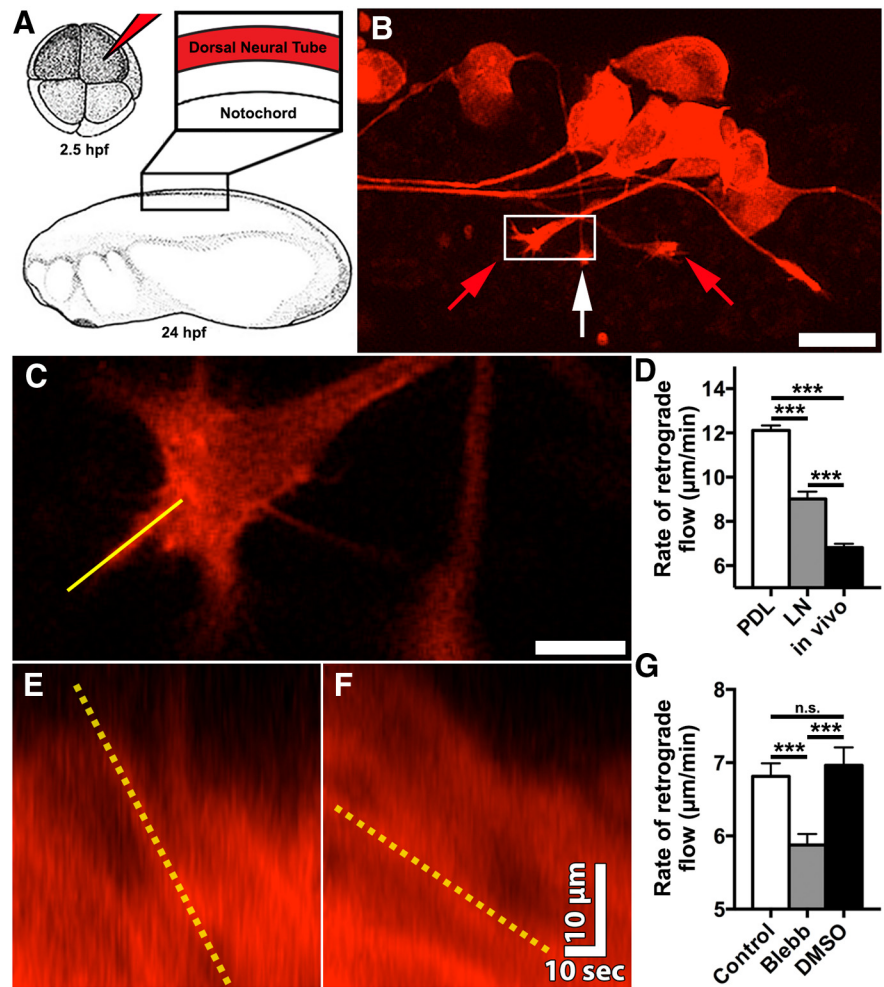 A
2.5 hpf
Dorsal Neural Tube
Notochord
24 hpf
B
C
D
Rate of retrograde
flow (µm/min)
14
12
10
8
6
***
***
***
PDL
LN
in vivo
E
F
10 µm
10 sec
G
Rate of retrograde
flow (µm/min)
8
7
6
5
n.s.
***
***
Control
Blebb
DMSO